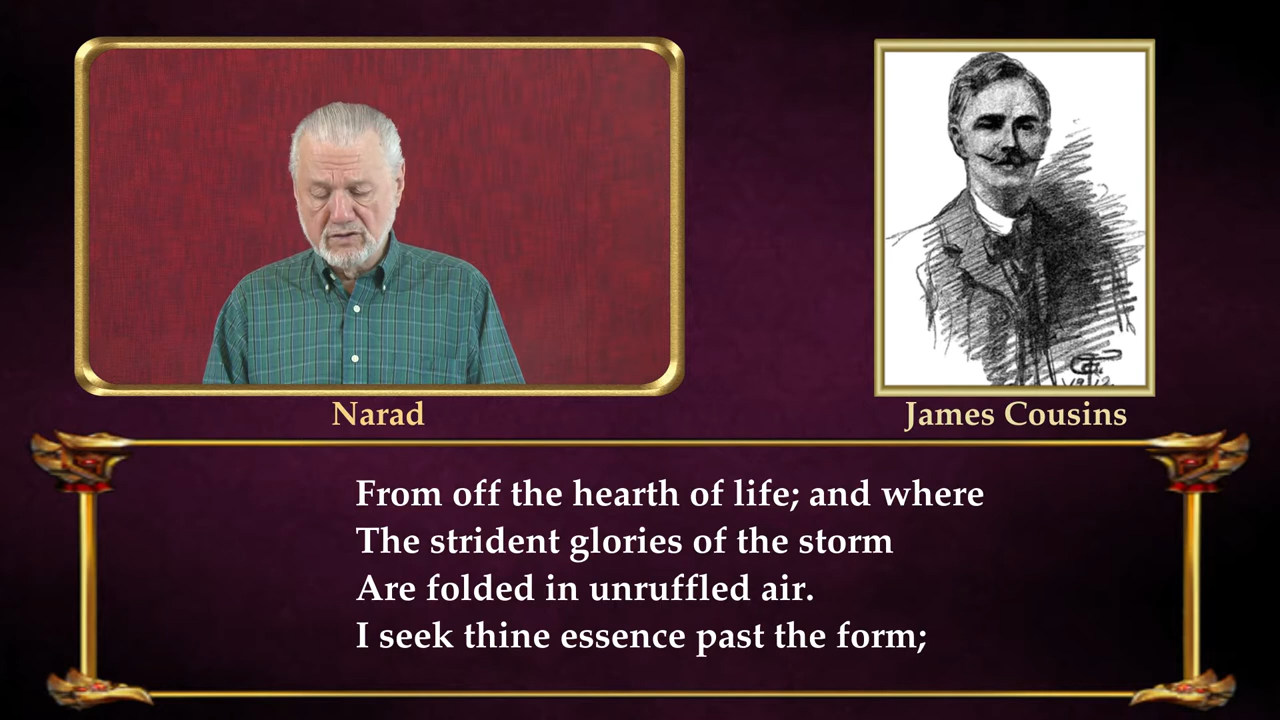 Narad
James Cousins
From off the hearth of life; and where
The strident glories of the storm
Are folded in unruffled air.
I seek thine essence past the form;